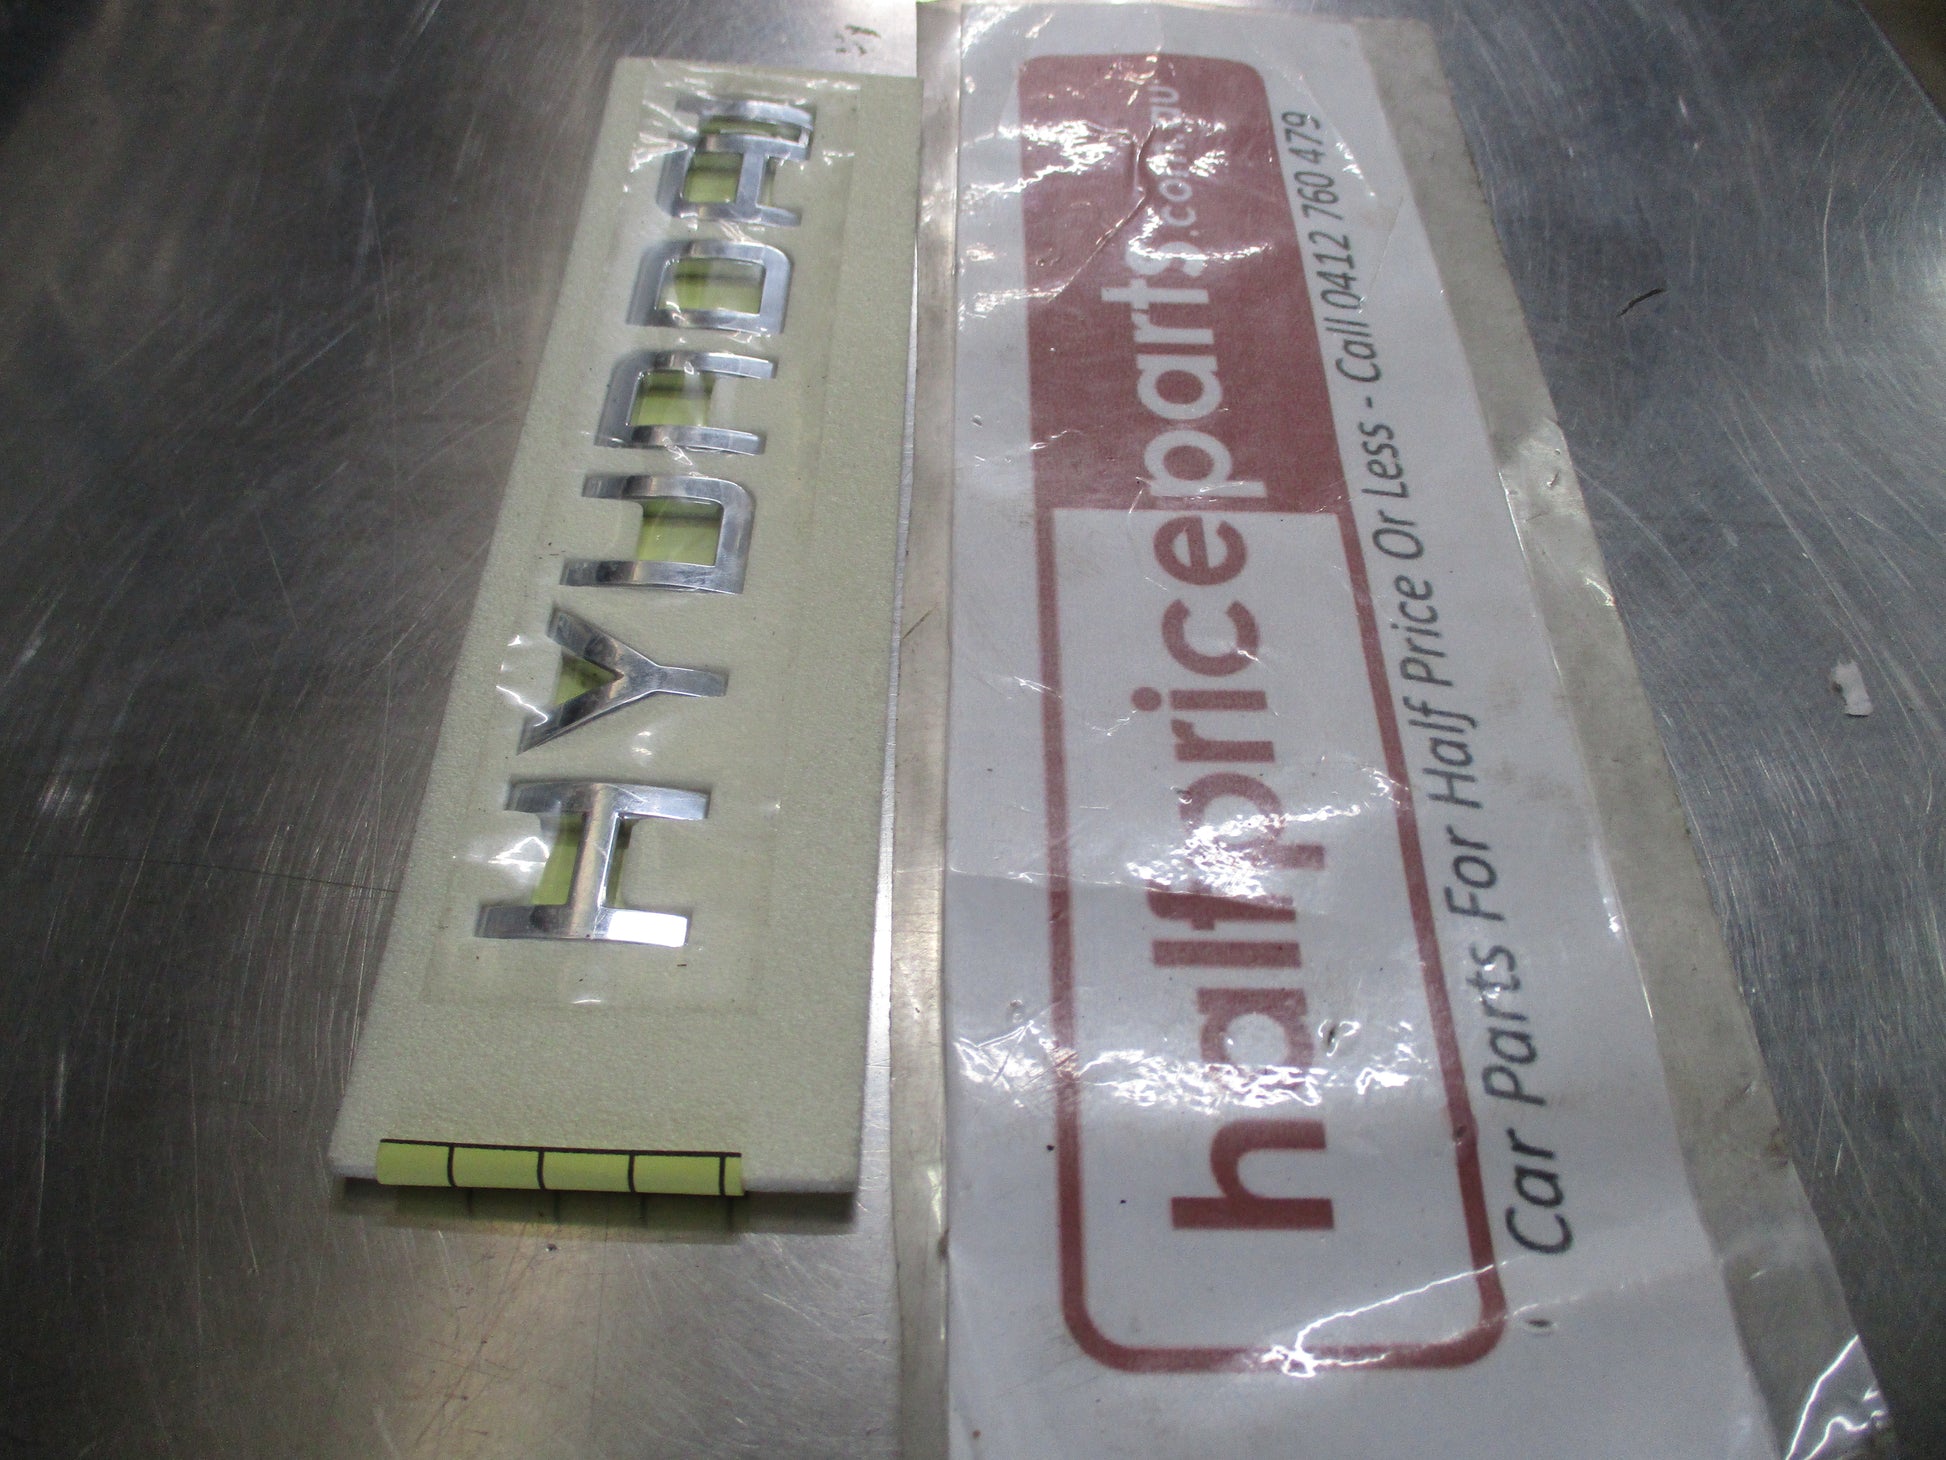 HYUNDAI
halfpriceparts.com.au
Car Parts For Half Price Or Less - Call 0412 760 479